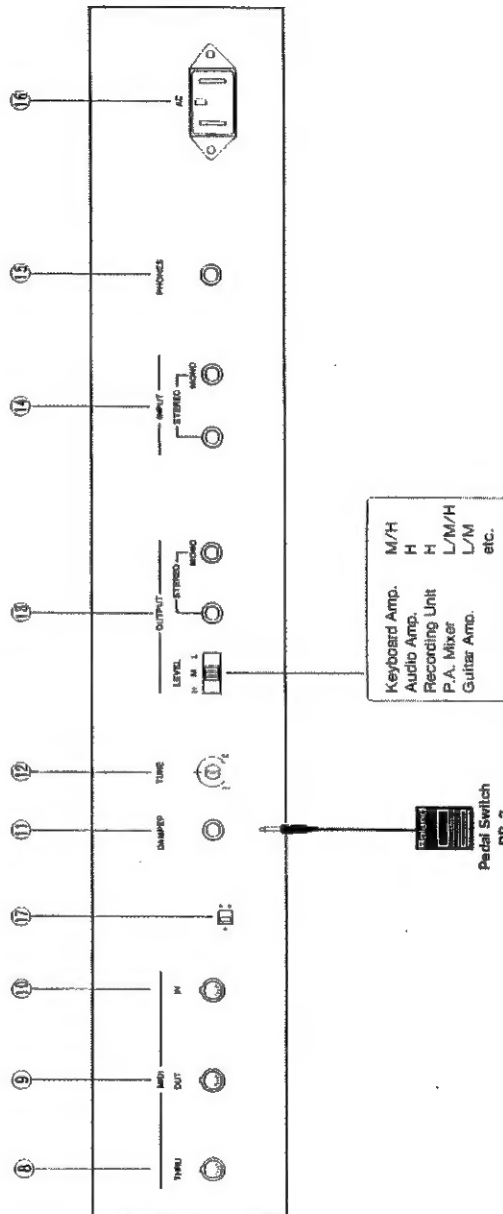 ⑧ ⑨ ⑩ ⑰ ⑪ ⑫ ⑬ ⑭ ⑮ ⑯
MIDI
THRU OUT IN
DAMPER
TUNE
OUTPUT
LEVEL
H M L
STEREO
MONO
INPUT
STEREO
MONO
PHONES
AC
Roland
Pedal Switch
Keyboard Amp. M/H
Audio Amp. H
Recording Unit H
P.A. Mixer L/M/H
Guitar Amp. L/M
etc.